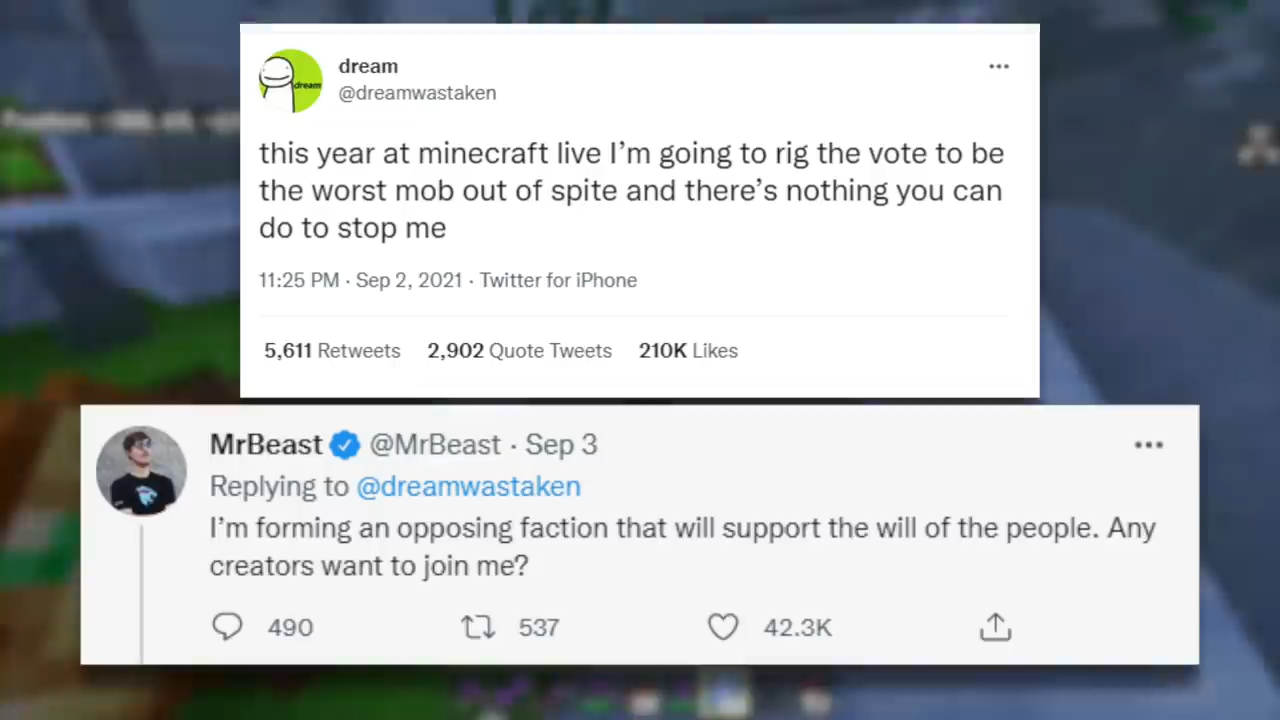 dream
dream
@dreamwastaken
this year at minecraft live I’m going to rig the vote to be
the worst mob out of spite and there’s nothing you can
do to stop me
11:25 PM · Sep 2, 2021 · Twitter for iPhone
5,611 Retweets 2,902 Quote Tweets 210K Likes
MrBeast @MrBeast · Sep 3
Replying to @dreamwastaken
I’m forming an opposing faction that will support the will of the people. Any
creators want to join me?
490 537 42.3K